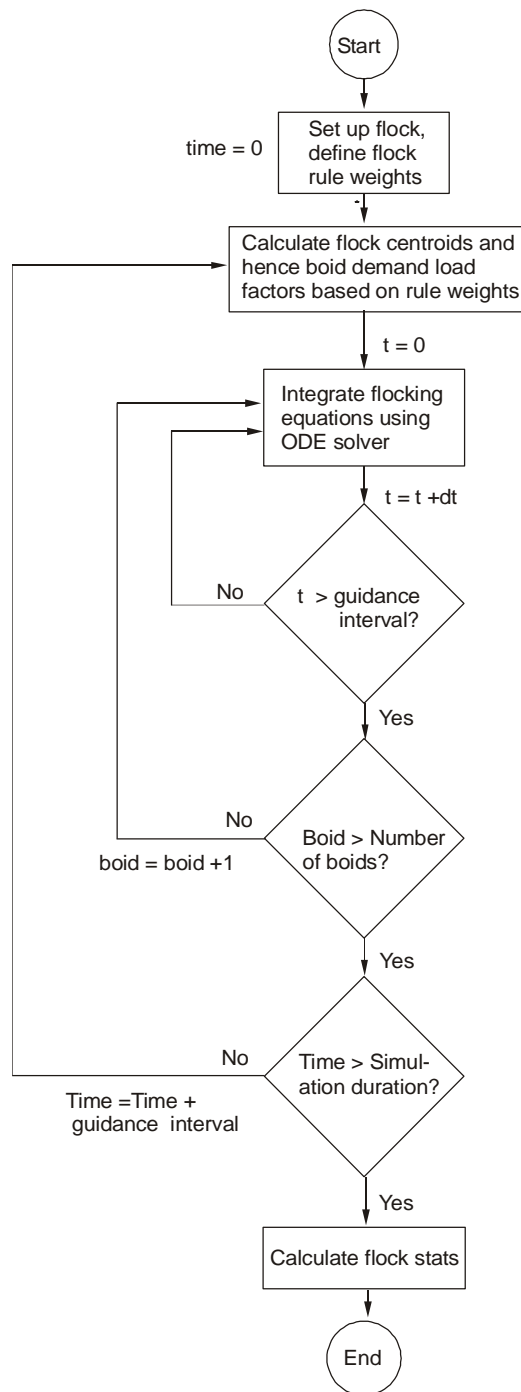 Start
time = 0
Set up flock,
define flock
rule weights
Calculate flock centroids and
hence boid demand load
factors based on rule weights
t = 0
Integrate flocking
equations using
ODE solver
t = t +dt
No
t > guidance
interval?
Yes
No
Boid > Number
of boids?
boid = boid +1
Yes
No
Time > Simul-
ation duration?
Time =Time +
guidance interval
Yes
Calculate flock stats
End